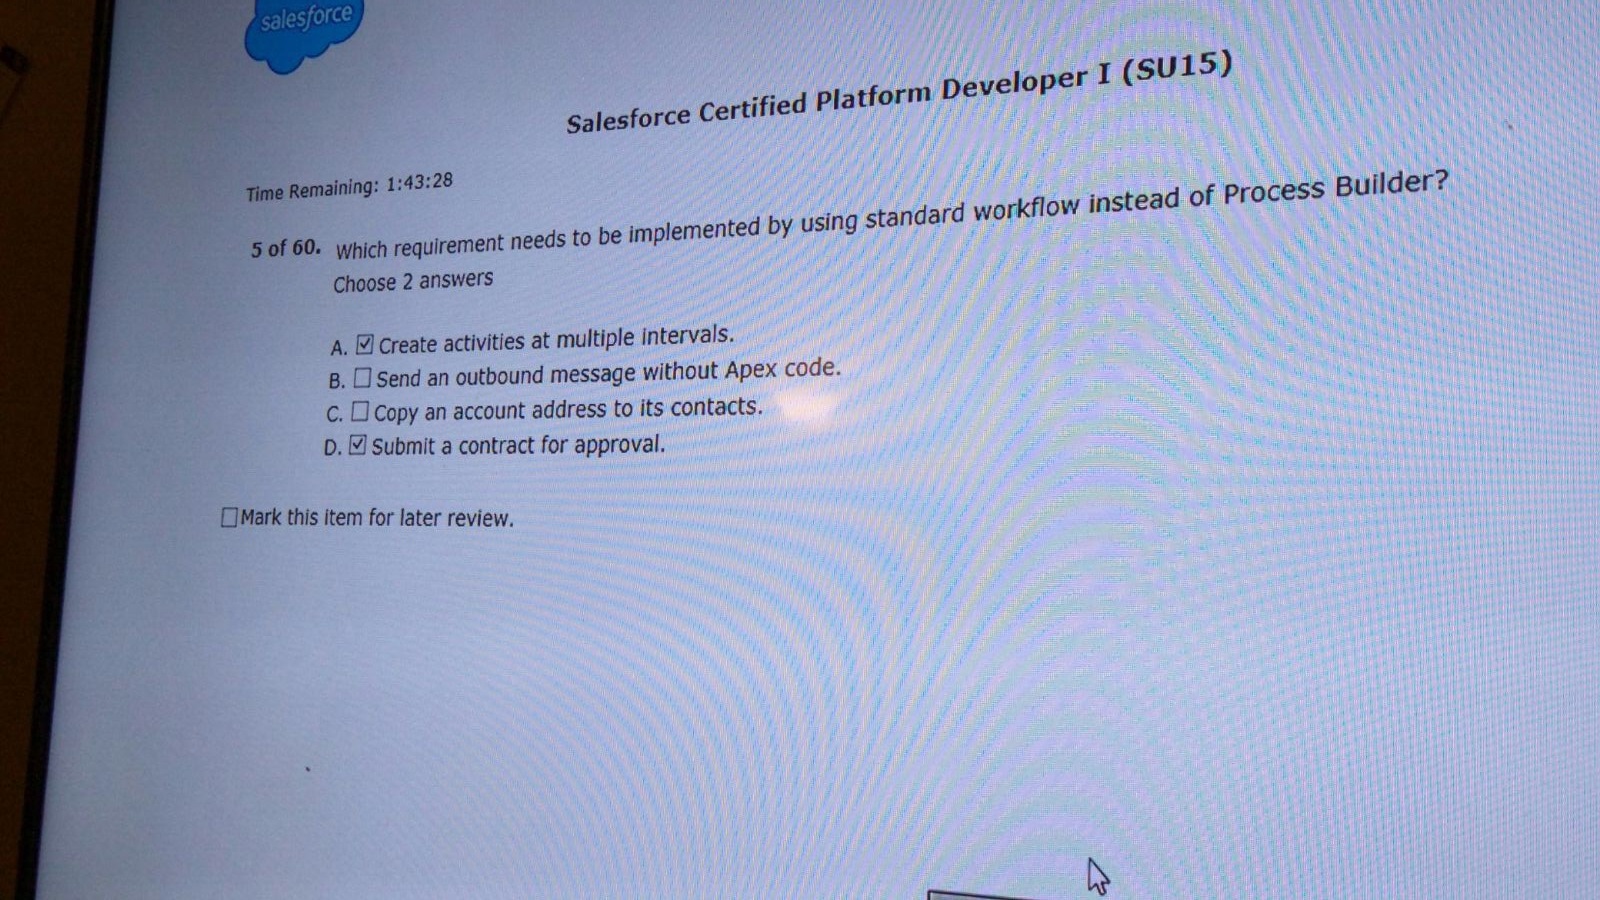 salesforce
Salesforce Certified Platform Developer I (SU15)
Time Remaining: 1:43:28
5 of 60. Which requirement needs to be implemented by using standard workflow instead of Process Builder?
Choose 2 answers
A. Create activities at multiple intervals.
B. Send an outbound message without Apex code.
C. Copy an account address to its contacts.
D. Submit a contract for approval.
Mark this item for later review.